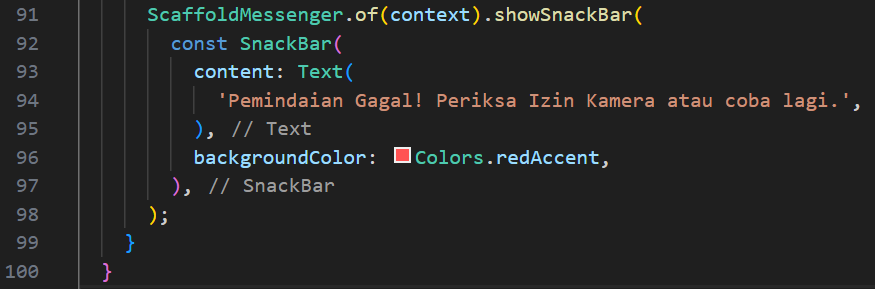 91 ScaffoldMessenger.of(context).showSnackBar(
92 const SnackBar(
93 content: Text(
94 'Pemindaian Gagal! Periksa Izin Kamera atau coba lagi.',
95 ), // Text
96 backgroundColor: Colors.redAccent,
97 ), // SnackBar
98 );
99 }
100 }